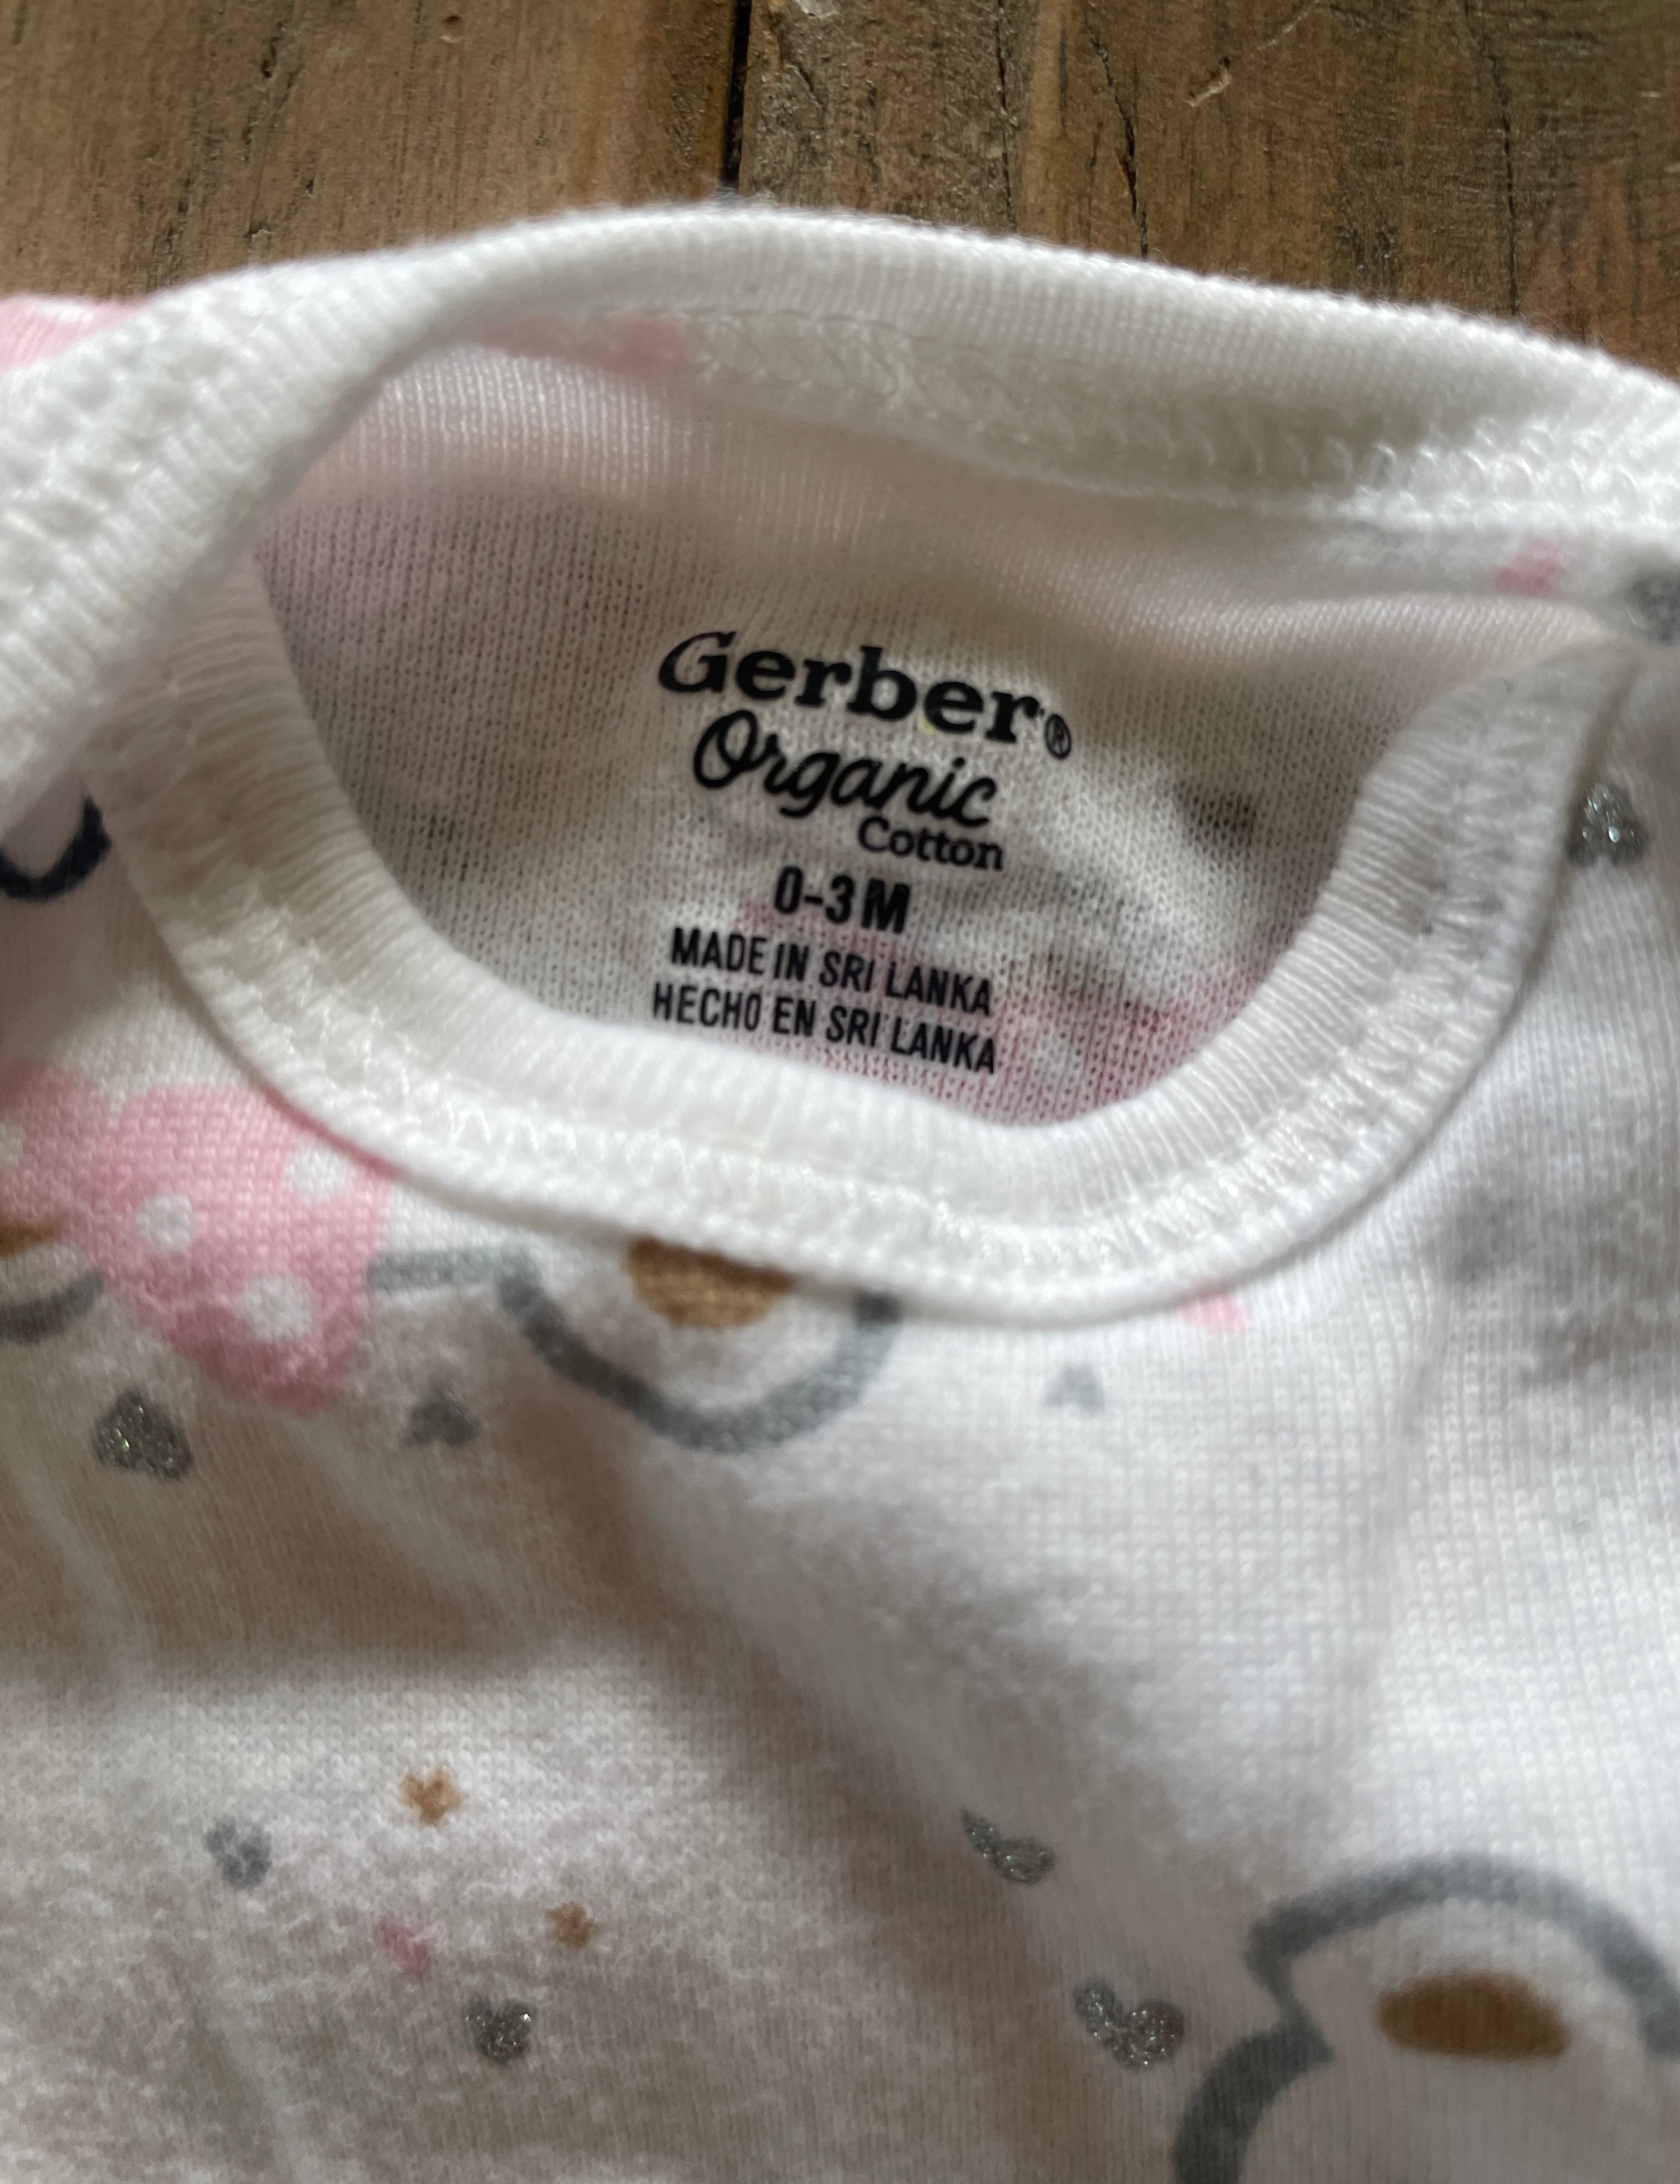 Gerber®
Organic
Cotton
0-3M
MADE IN SRI LANKA
HECHO EN SRI LANKA